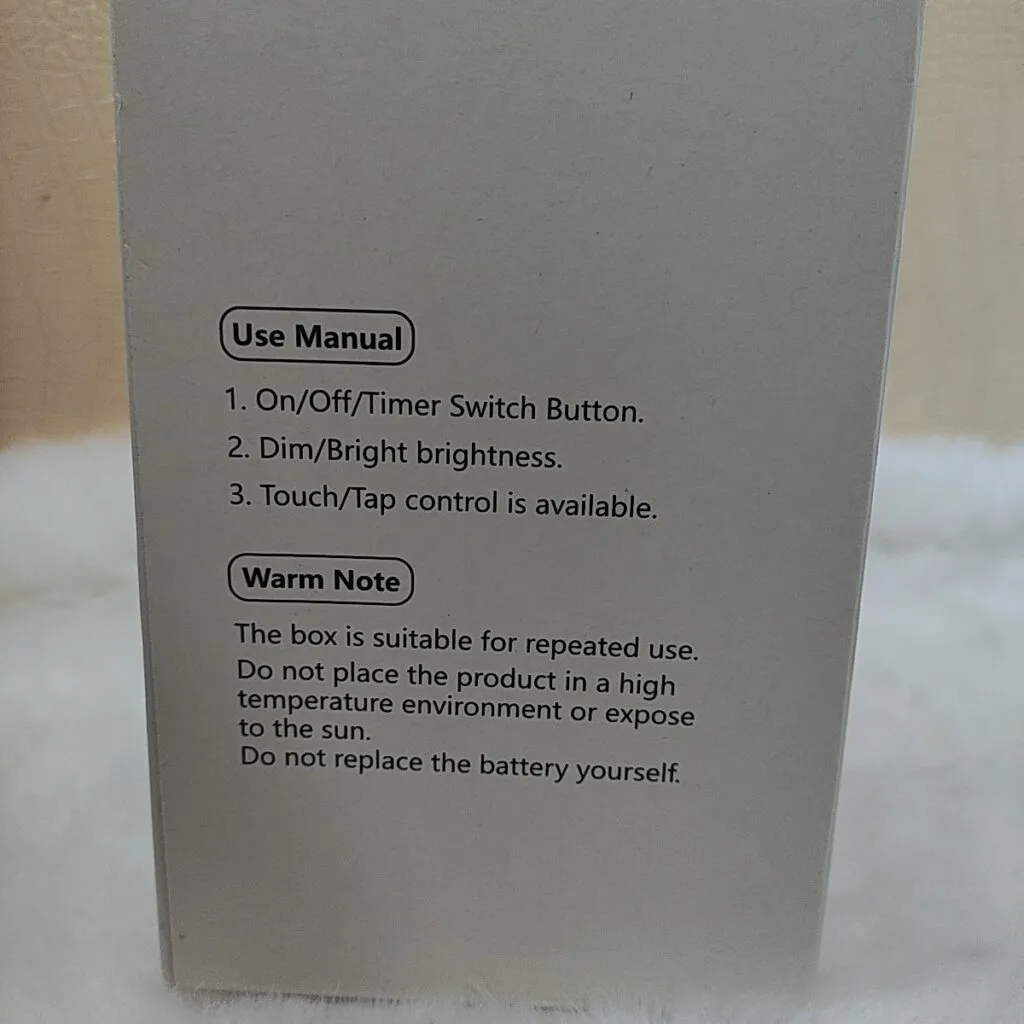 Use Manual
1. On/Off/Timer Switch Button.
2. Dim/Bright brightness.
3. Touch/Tap control is available.
Warm Note
The box is suitable for repeated use.
Do not place the product in a high
temperature environment or expose
to the sun.
Do not replace the battery yourself.